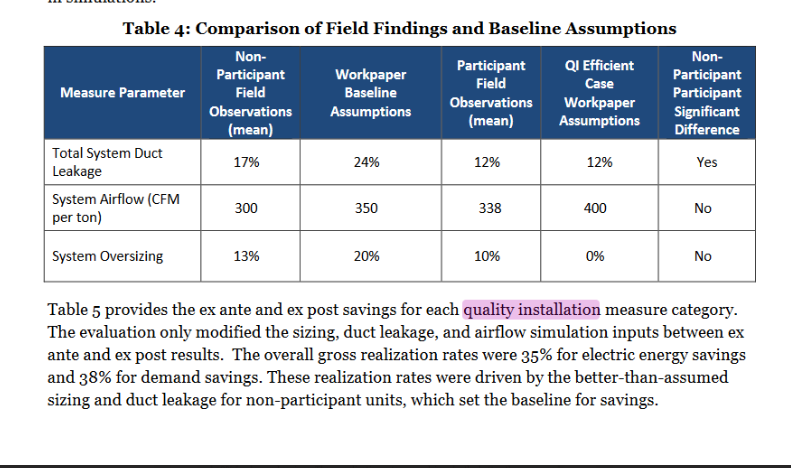 Table 4: Comparison of Field Findings and Baseline Assumptions
Measure Parameter
Non-
Participant
Field
Observations
(mean)
Workpaper
Baseline
Assumptions
Participant
Field
Observations
(mean)
QI Efficient
Case
Workpaper
Assumptions
Non-
Participant
Participant
Significant
Difference
Total System Duct
Leakage
17%
24%
12%
12%
Yes
System Airflow (CFM
per ton)
300
350
338
400
No
System Oversizing
13%
20%
10%
0%
No
Table 5 provides the ex ante and ex post savings for each quality installation measure category.
The evaluation only modified the sizing, duct leakage, and airflow simulation inputs between ex
ante and ex post results.  The overall gross realization rates were 35% for electric energy savings
and 38% for demand savings. These realization rates were driven by the better-than-assumed
sizing and duct leakage for non-participant units, which set the baseline for savings.